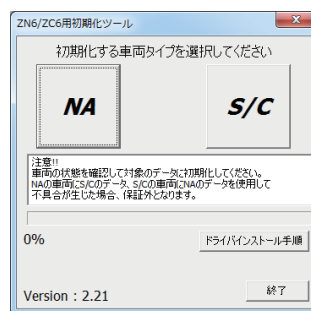 ZN6/ZC6用初期化ツール
初期化する車両タイプを選択してください
NA
S/C
注意!!
車両の状態を確認して対象のデータに初期化してください。
NAの車両にS/Cのデータ、S/Cの車両にNAのデータを使用して
不具合が生じた場合、保証外となります。
0%
ドライバインストール手順
Version : 2.21
終了